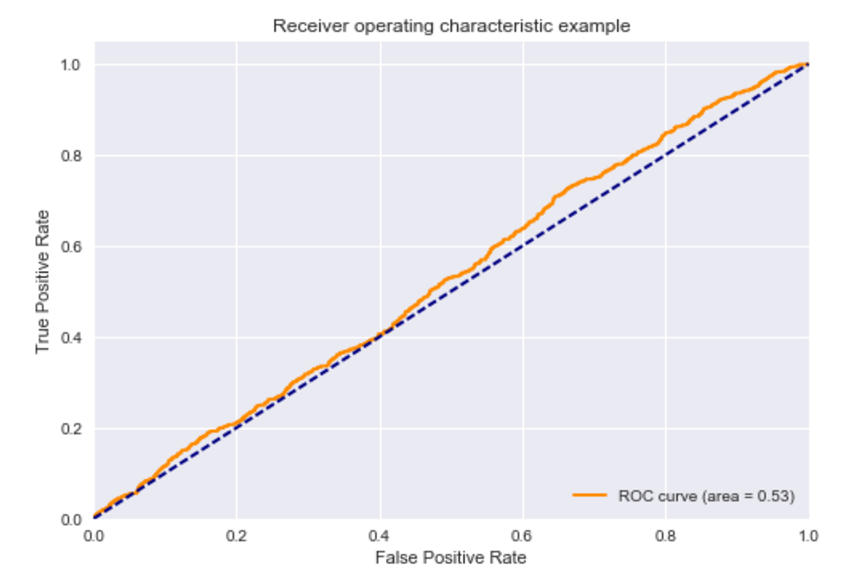 Receiver operating characteristic example
1.0
0.8
0.6
0.4
0.2
0.0
True Positive Rate
ROC curve (area = 0.53)
0.0 0.2 0.4 0.6 0.8 1.0
False Positive Rate